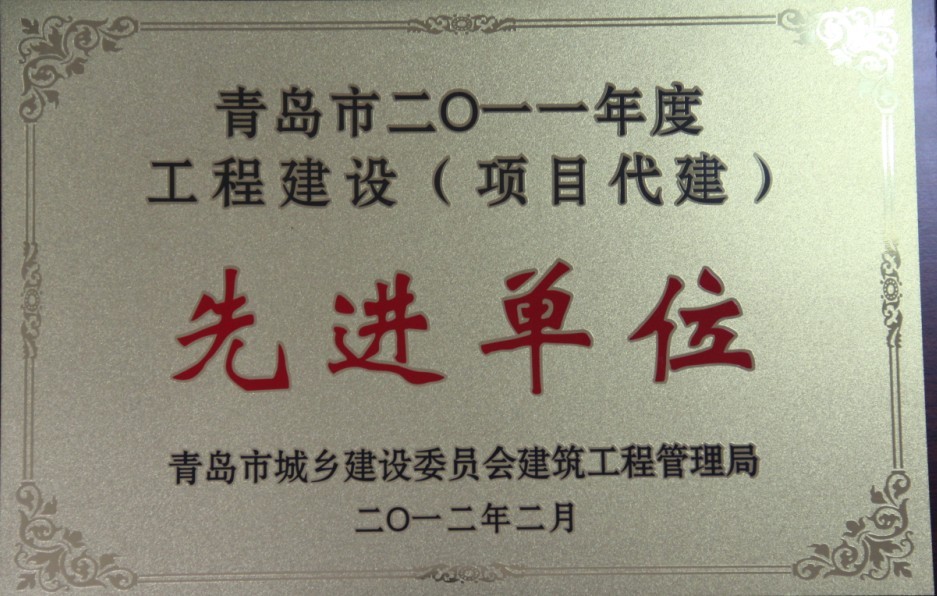 青岛市二〇一一年度
工程建设（项目代建）
先进单位
青岛市城乡建设委员会建筑工程管理局
二〇一二年二月